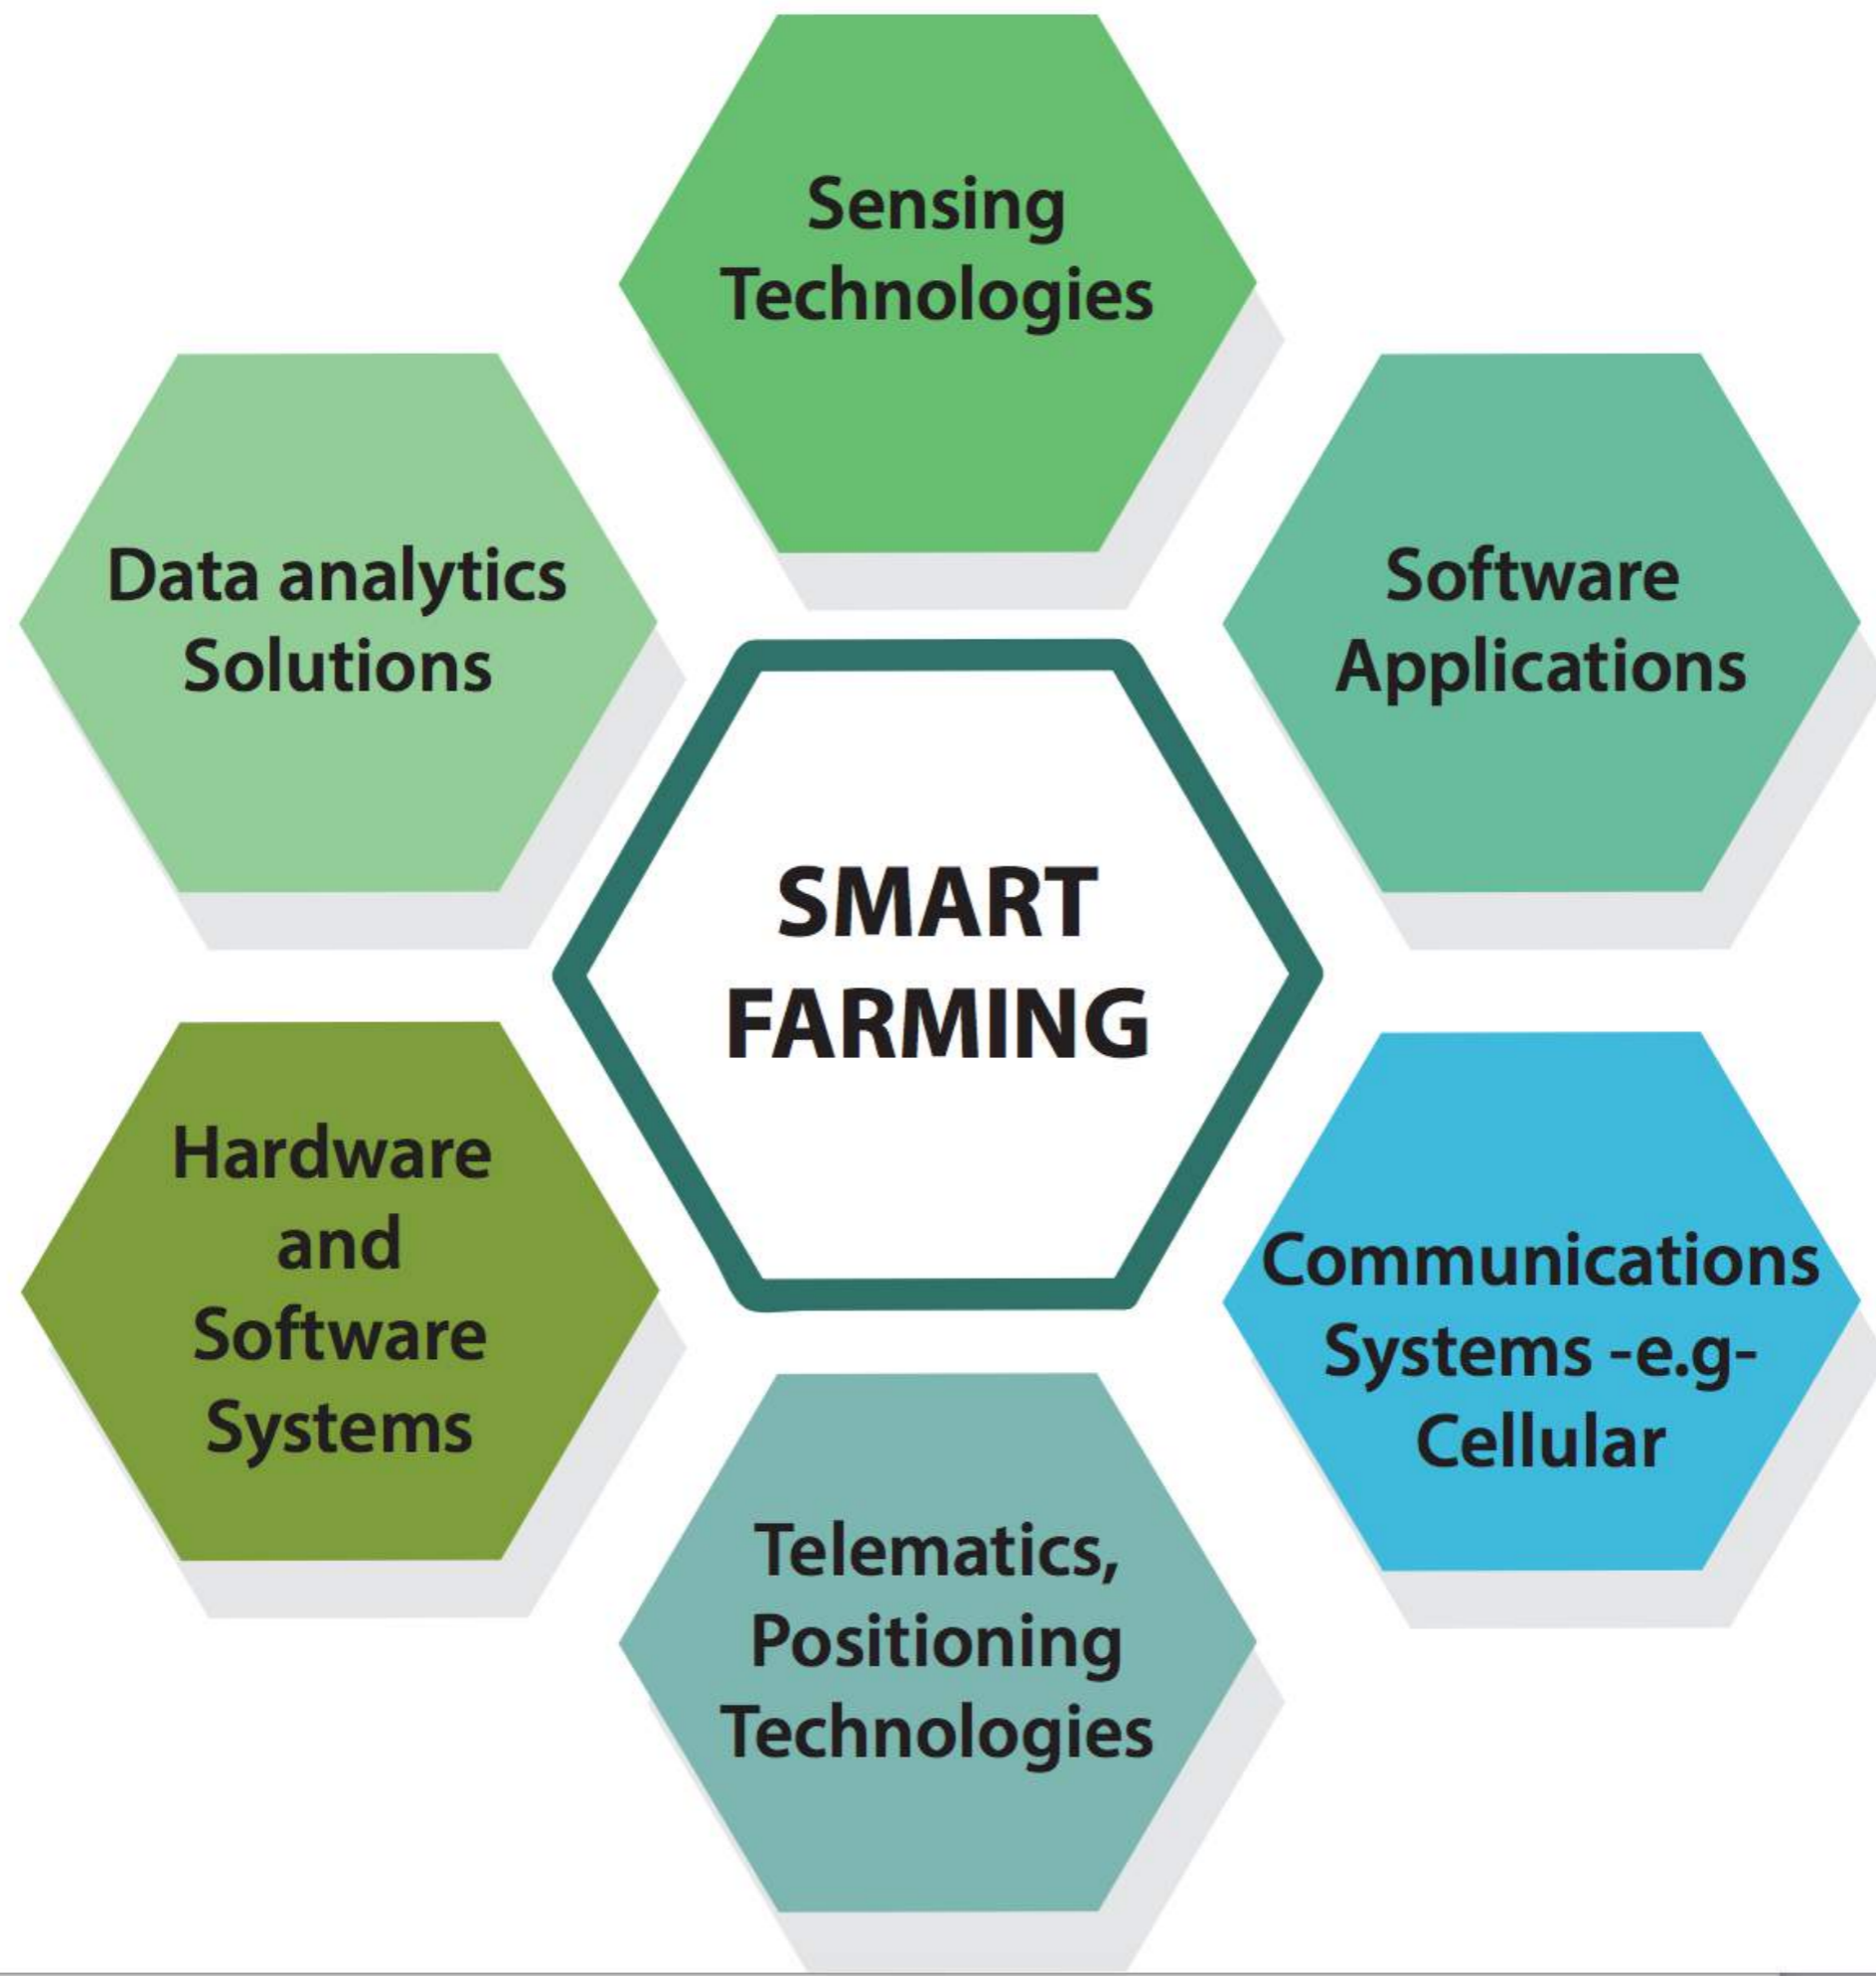 Sensing
Technologies
Data analytics
Solutions
Software
Applications
SMART
FARMING
Hardware
and
Software
Systems
Communications
Systems -e.g-
Cellular
Telematics,
Positioning
Technologies